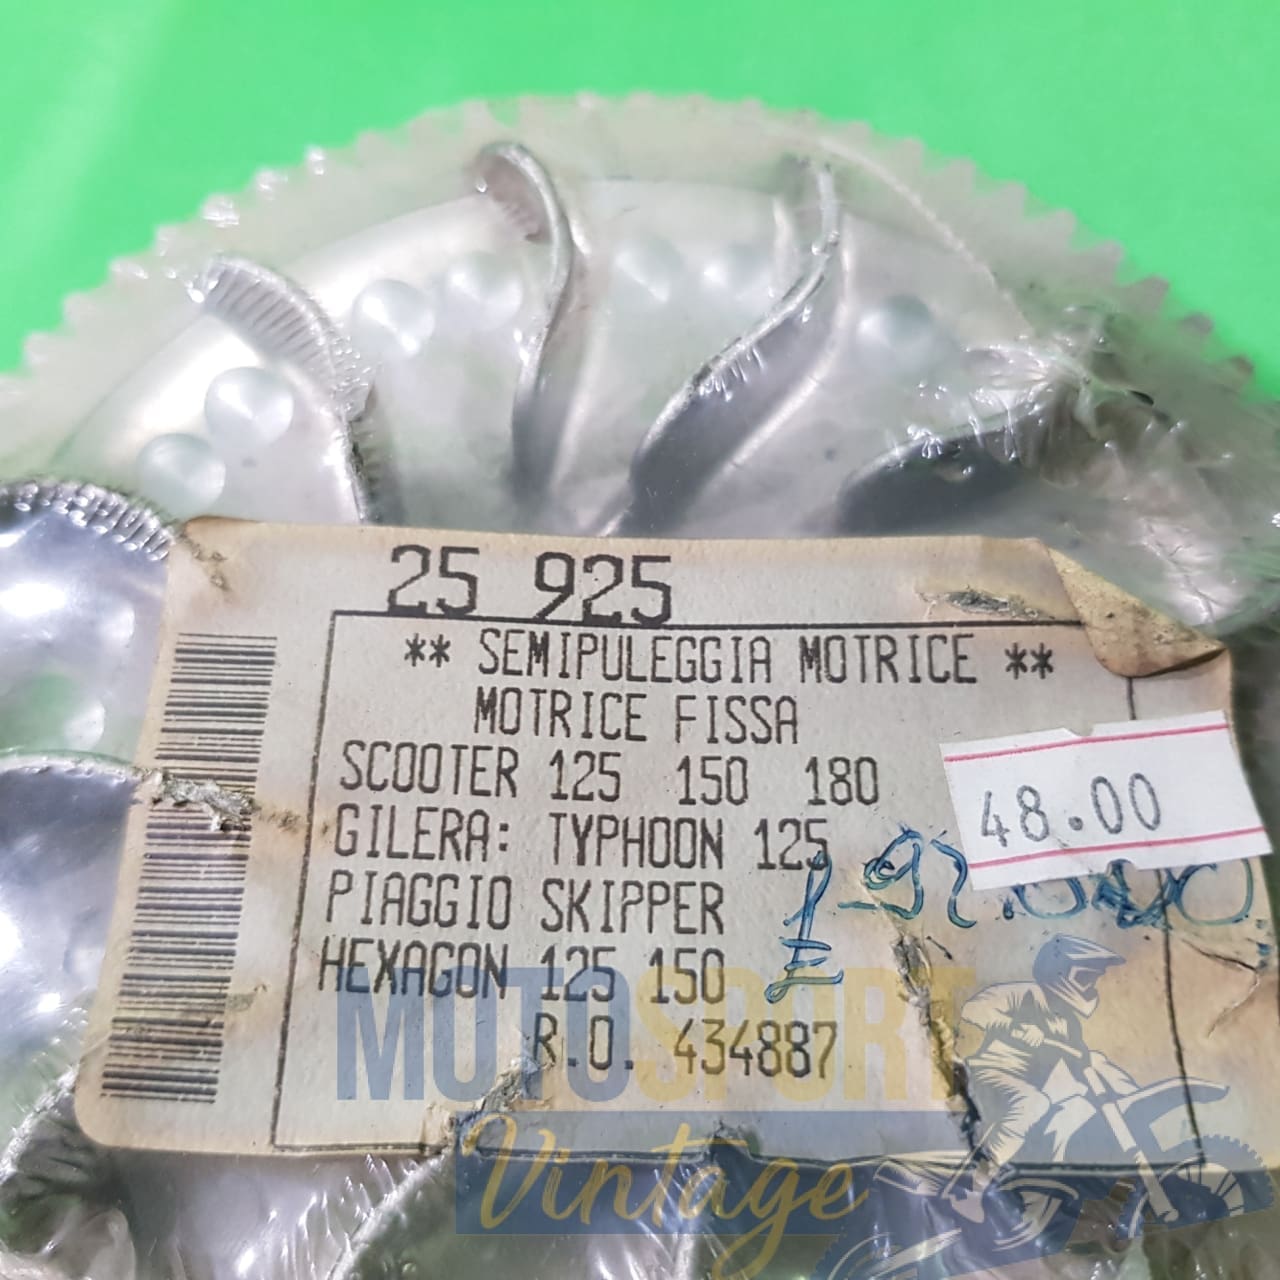 25 925
** SEMIPULEGGIA MOTRICE **
MOTRICE FISSA
SCOOTER 125 150 180
48.00
GILERA: TYPHOON 125
PIAGGIO SKIPPER
HEXAGON 125 150
R.O. 434887
MOTOSPORT
Vintage